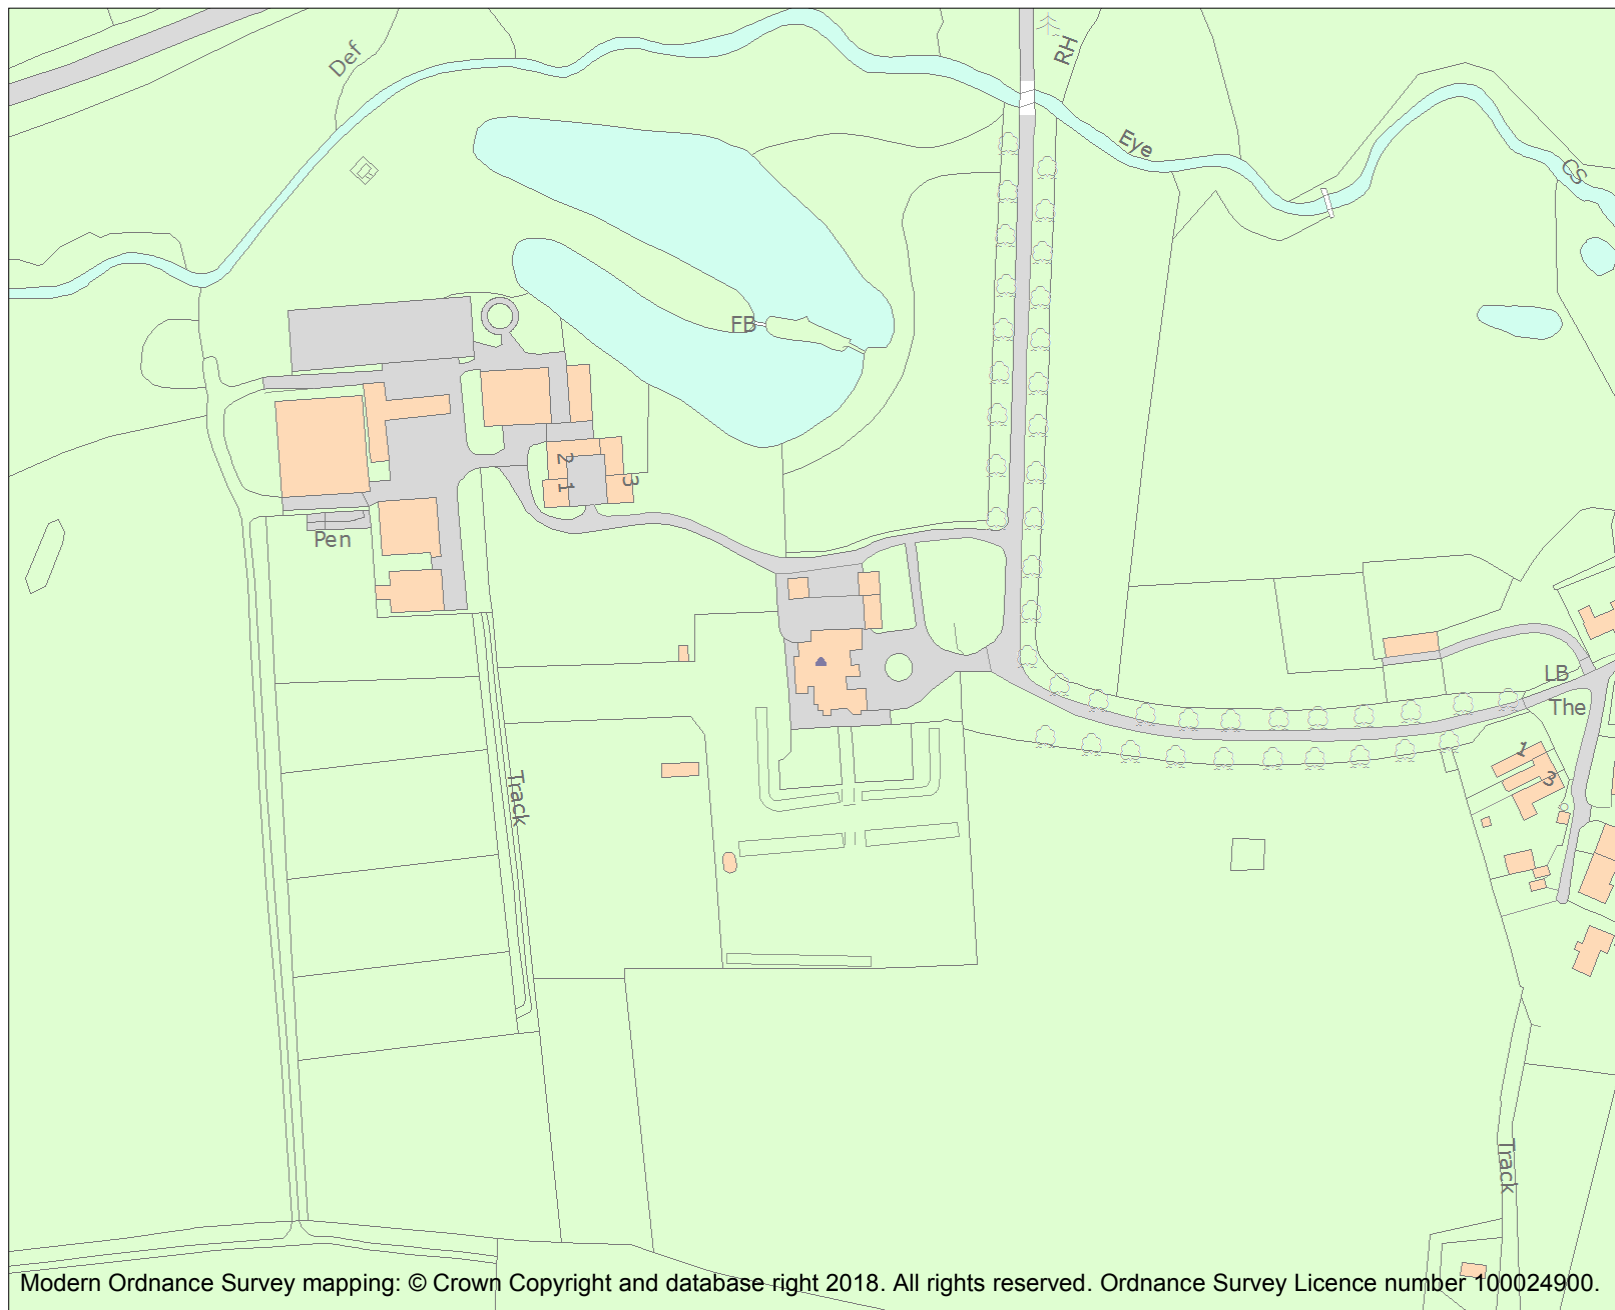 Def
RH
Eye
CS
FB
2
1
3
Pen
LB
The
1
3
Track
Track
Modern Ordnance Survey mapping: © Crown Copyright and database right 2018. All rights reserved. Ordnance Survey Licence number 100024900.